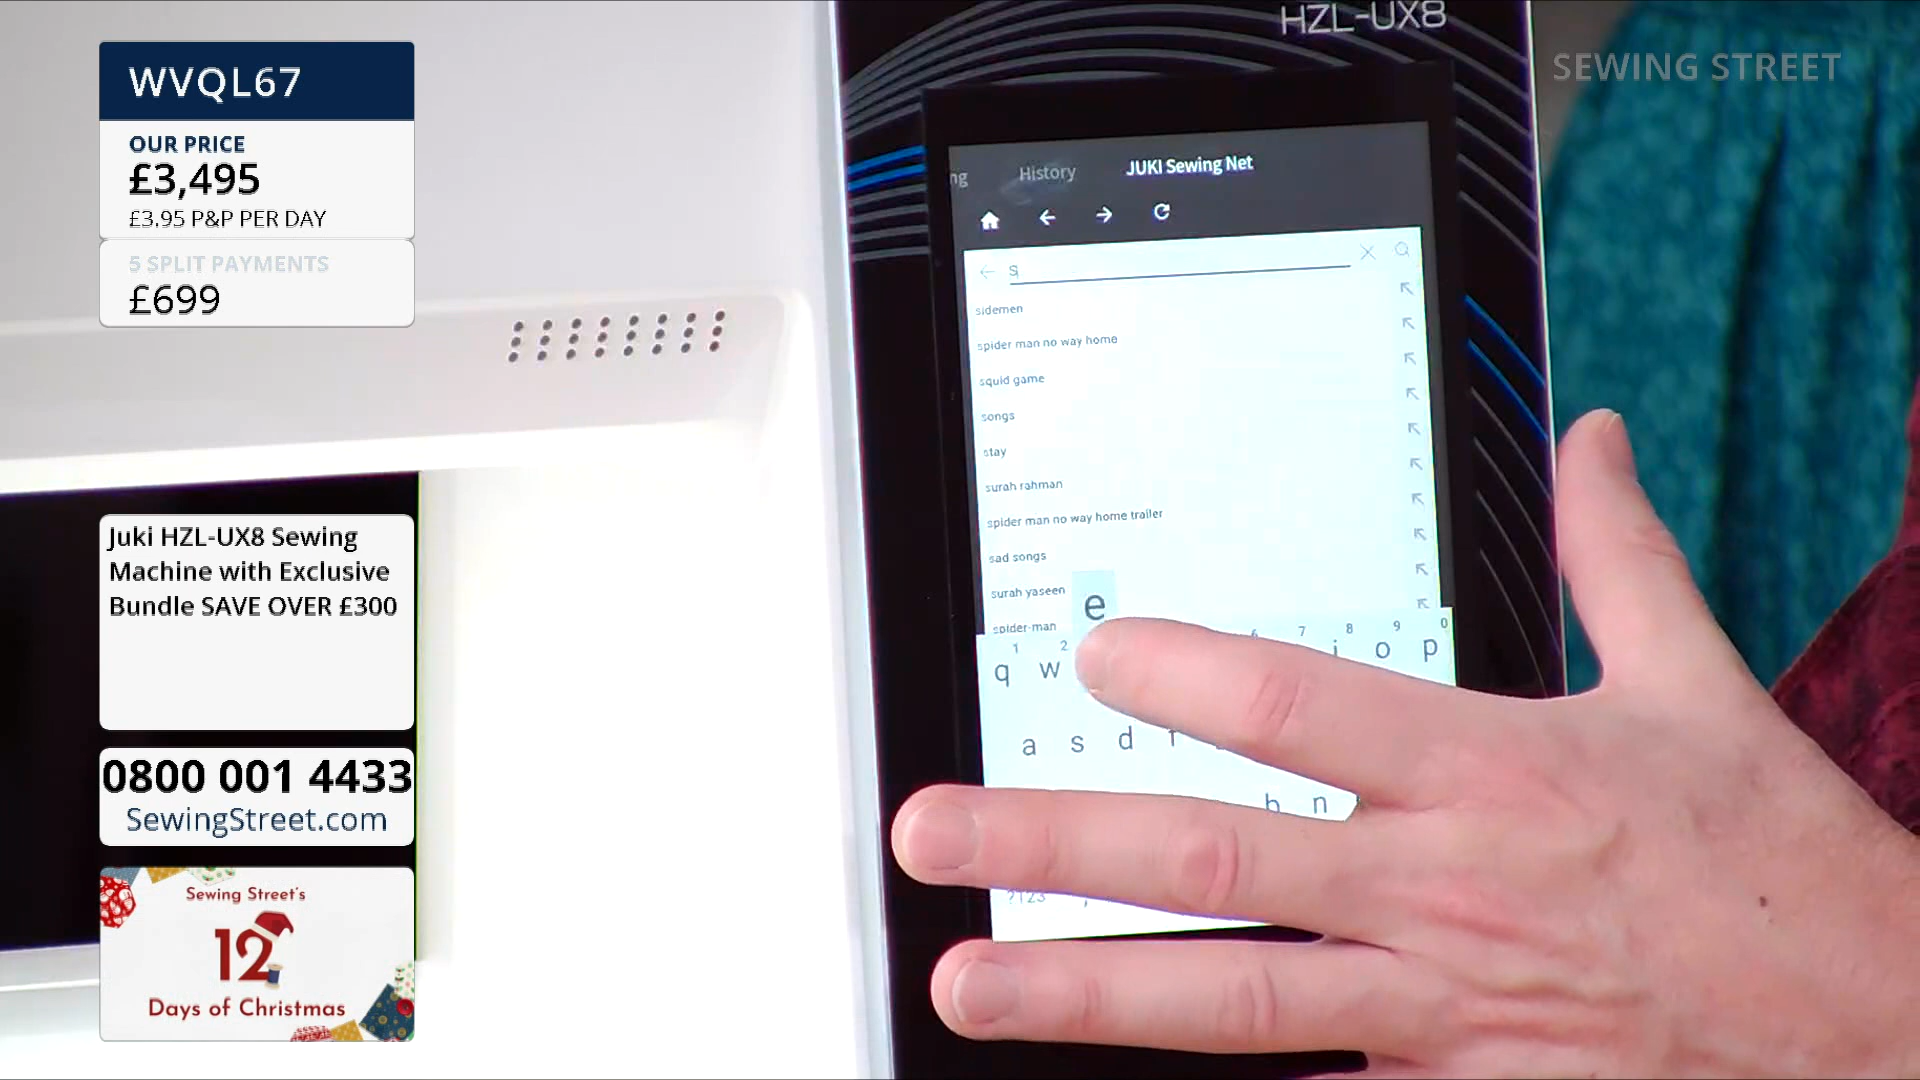 WVQL67
OUR PRICE
£3,495
£3.95 P&P PER DAY
5 SPLIT PAYMENTS
£699
Juki HZL-UX8 Sewing
Machine with Exclusive
Bundle SAVE OVER £300
0800 001 4433
SewingStreet.com
Sewing Street's
12
Days of Christmas
HZL-UX8
SEWING STREET
ng History JUKI Sewing Net
s
sidemen
spider man no way home
squid game
songs
stay
surah rahman
spider man no way home trailer
sad songs
surah yaseen
spider-man
e
1 2 6 7 8 9 0
q w i o p
a s d f
b n
?123 ,